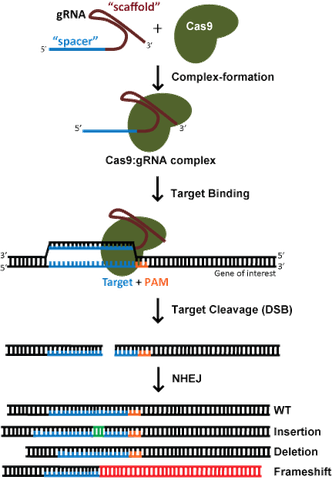 "scaffold"
gRNA
Cas9
+
"spacer"
5′
3′
Complex-formation
5′
3′
Cas9:gRNA complex
Target Binding
3′
5′
5′
3′
Gene of interest
Target + PAM
Target Cleavage (DSB)
NHEJ
WT
Insertion
Deletion
Frameshift